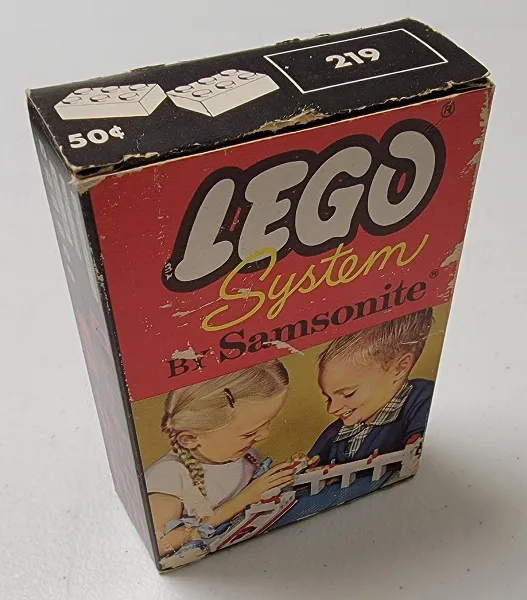 219
50¢
LEGO®
System
BY Samsonite®